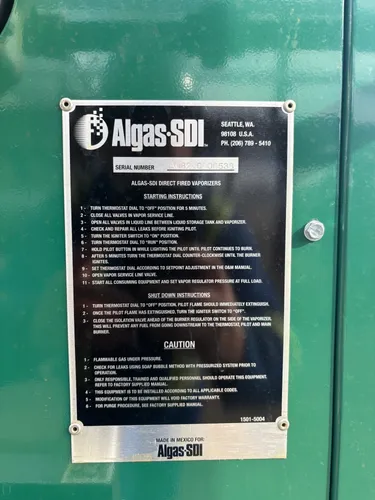 Algas-SDI™
SEATTLE, WA.
98108 U.S.A.
PH. (206) 789 - 5410
SERIAL NUMBER
ALGAS-SDI DIRECT FIRED VAPORIZERS
STARTING INSTRUCTIONS
1 - TURN THERMOSTAT DIAL TO "OFF" POSITION FOR 5 MINUTES.
2 - CLOSE ALL VALVES IN VAPOR SERVICE LINE.
3 - OPEN ALL VALVES IN LIQUID LINE BETWEEN LIQUID STORAGE TANK AND VAPORIZER.
4 - CHECK AND REPAIR ALL LEAKS BEFORE IGNITING PILOT.
5 - TURN THE IGNITER SWITCH TO "ON" POSITION.
6 - TURN THERMOSTAT DIAL TO "RUN" POSITION.
7 - HOLD PILOT BUTTON IN WHILE LIGHTING THE PILOT UNTIL PILOT CONTINUES TO BURN.
8 - AFTER 5 MINUTES TURN THE THERMOSTAT DIAL COUNTER-CLOCKWISE UNTIL THE BURNER
IGNITES.
9 - SET THERMOSTAT DIAL ACCORDING TO SETPOINT ADJUSTMENT IN THE O&M MANUAL.
10 - OPEN VAPOR SERVICE LINE VALVE.
11 - START ALL CONSUMING EQUIPMENT AND SET VAPOR REGULATOR PRESSURE AT FULL LOAD.
SHUT DOWN INSTRUCTIONS
1 - TURN THERMOSTAT DIAL TO "OFF" POSITION, PILOT FLAME SHOULD IMMEDIATELY EXTINGUISH.
2 - ONCE THE PILOT FLAME HAS EXTINGUISHED, TURN THE IGNITER SWITCH TO "OFF".
3 - CLOSE THE ISOLATION VALVE AHEAD OF THE BURNER REGULATOR ON THE SIDE OF THE VAPORIZER.
THIS WILL PREVENT ANY FUEL FROM GOING DOWNSTREAM TO THE THERMOSTAT, PILOT AND MAIN
BURNER.
CAUTION
1 - FLAMMABLE GAS UNDER PRESSURE.
2 - CHECK FOR LEAKS USING SOAP BUBBLE METHOD WITH PRESSURIZED SYSTEM PRIOR TO
OPERATION.
3 - ONLY RESPONSIBLE, TRAINED AND QUALIFIED PERSONNEL SHOULD OPERATE THIS EQUIPMENT.
REFER TO FACTORY SUPPLIED MANUAL.
4 - THIS EQUIPMENT IS TO BE INSTALLED ACCORDING TO ALL APPLICABLE CODES.
5 - MODIFICATION OF THIS EQUIPMENT WILL VOID FACTORY WARRANTY.
6 - FOR PURGE PROCEDURE, SEE FACTORY SUPPLIED MANUAL.
1501-5004
MADE IN MEXICO FOR:
Algas-SDI